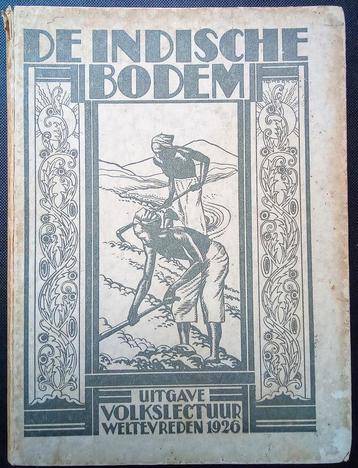 DE INDISCHE
BODEM
UITGAVE
VOLKSLECTUUR
WELTEVREDEN 1926